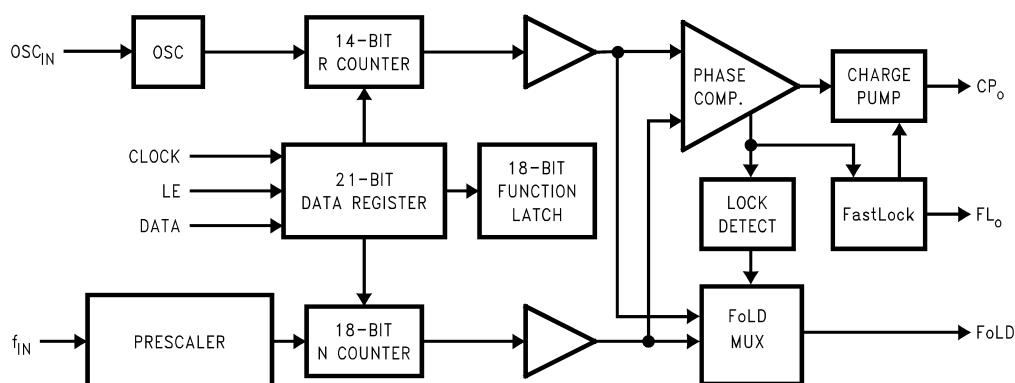 OSC_IN
OSC
14-BIT
R COUNTER
PHASE
COMP.
CHARGE
PUMP
CP_o
CLOCK
LE
DATA
21-BIT
DATA REGISTER
18-BIT
FUNCTION
LATCH
LOCK
DETECT
FastLock
FL_o
f_IN
PRESCALER
18-BIT
N COUNTER
FoLD
MUX
FoLD